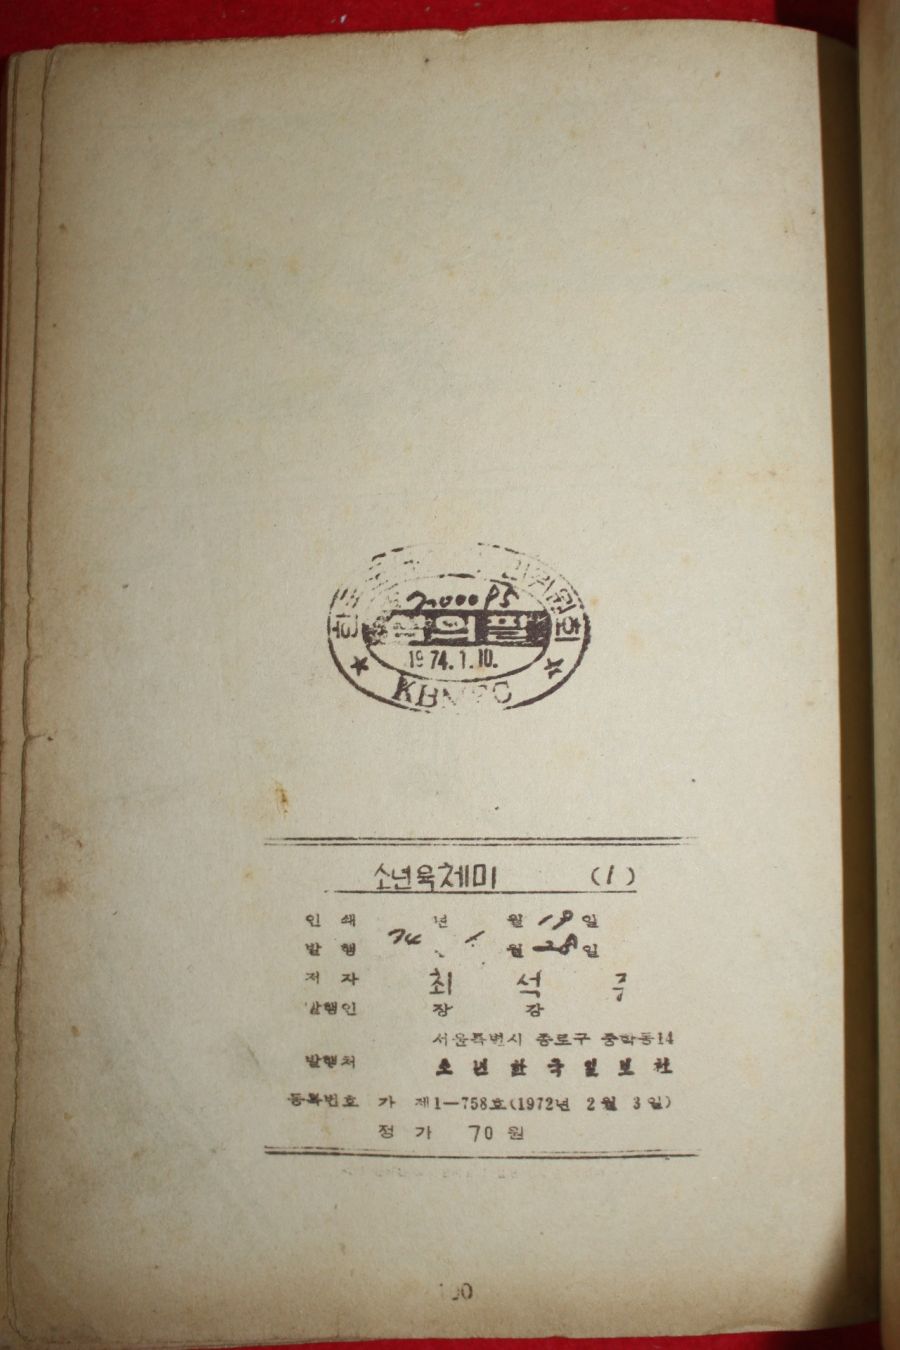 1974.1.10.
소년육체미 (1)
인 쇄 년 월 19 일
발 행 74 1 월 28 일
저 자 최 석
발행인 장 강
서울특별시 종로구 중학동14
발행처 소 년 한 국 일 보 社
등록번호 가 제1—758호(1972년 2월 3일)
정 가 70 원